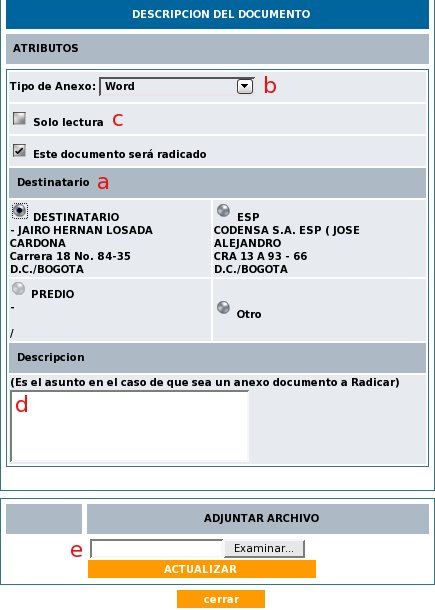 DESCRIPCION DEL DOCUMENTO
ATRIBUTOS
Tipo de Anexo: Word b
Solo lectura c
Este documento será radicado
Destinatario a
DESTINATARIO
- JAIRO HERNAN LOSADA
CARDONA
Carrera 18 No. 84-35
D.C./BOGOTA
ESP
CODENSA S.A. ESP ( JOSE
ALEJANDRO
CRA 13 A 93 - 66
D.C./BOGOTA
PREDIO
-
/
Otro
Descripcion
(Es el asunto en el caso de que sea un anexo documento a Radicar)
d
ADJUNTAR ARCHIVO
e Examinar...
ACTUALIZAR
cerrar